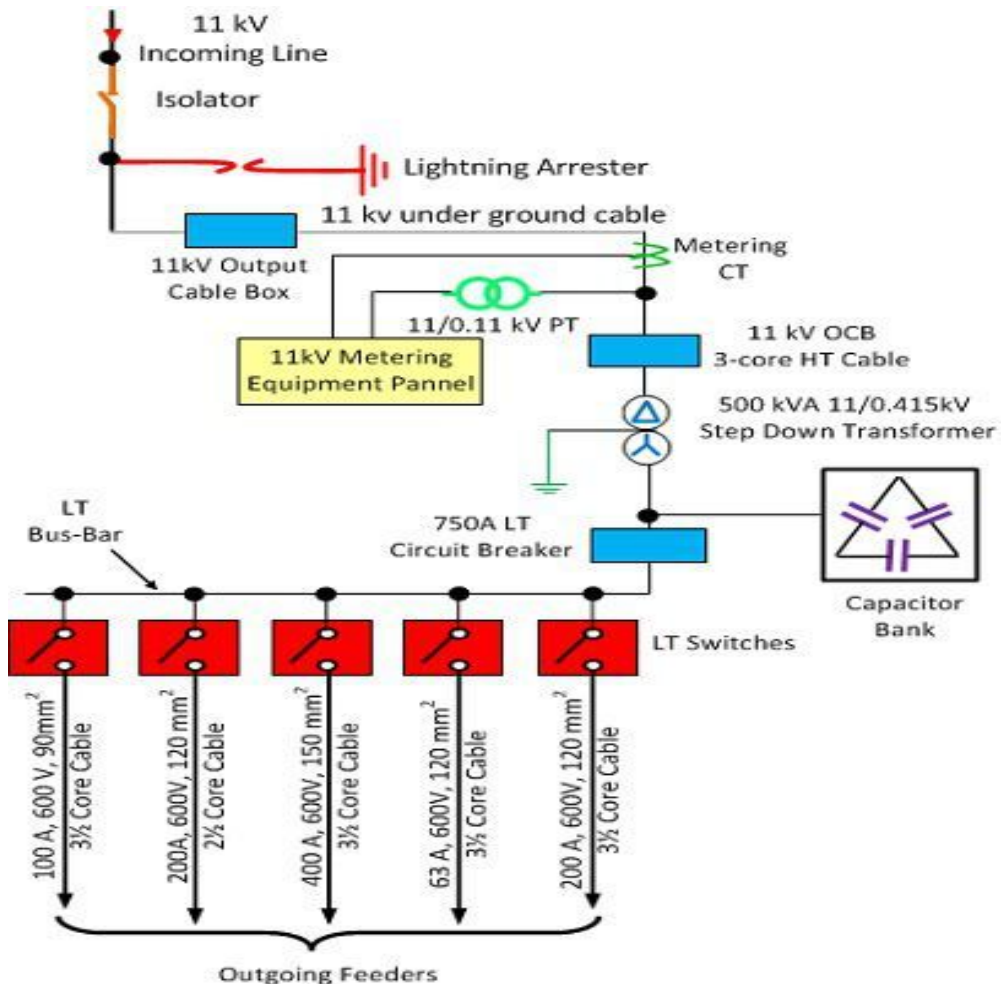 11 kV
Incoming Line
Isolator
Lightning Arrester
11 kv under ground cable
11kV Output
Cable Box
Metering
CT
11/0.11 kV PT
11kV Metering
Equipment Pannel
11 kV OCB
3-core HT Cable
500 kVA 11/0.415kV
Step Down Transformer
LT
Bus-Bar
750A LT
Circuit Breaker
Capacitor
Bank
LT Switches
100 A, 600 V, 90mm²
3½ Core Cable
200A, 600V, 120 mm²
2½ Core Cable
400 A, 600V, 150 mm²
3½ Core Cable
63 A, 600V, 120 mm²
3½ Core Cable
200 A, 600V, 120 mm²
3½ Core Cable
Outgoing Feeders